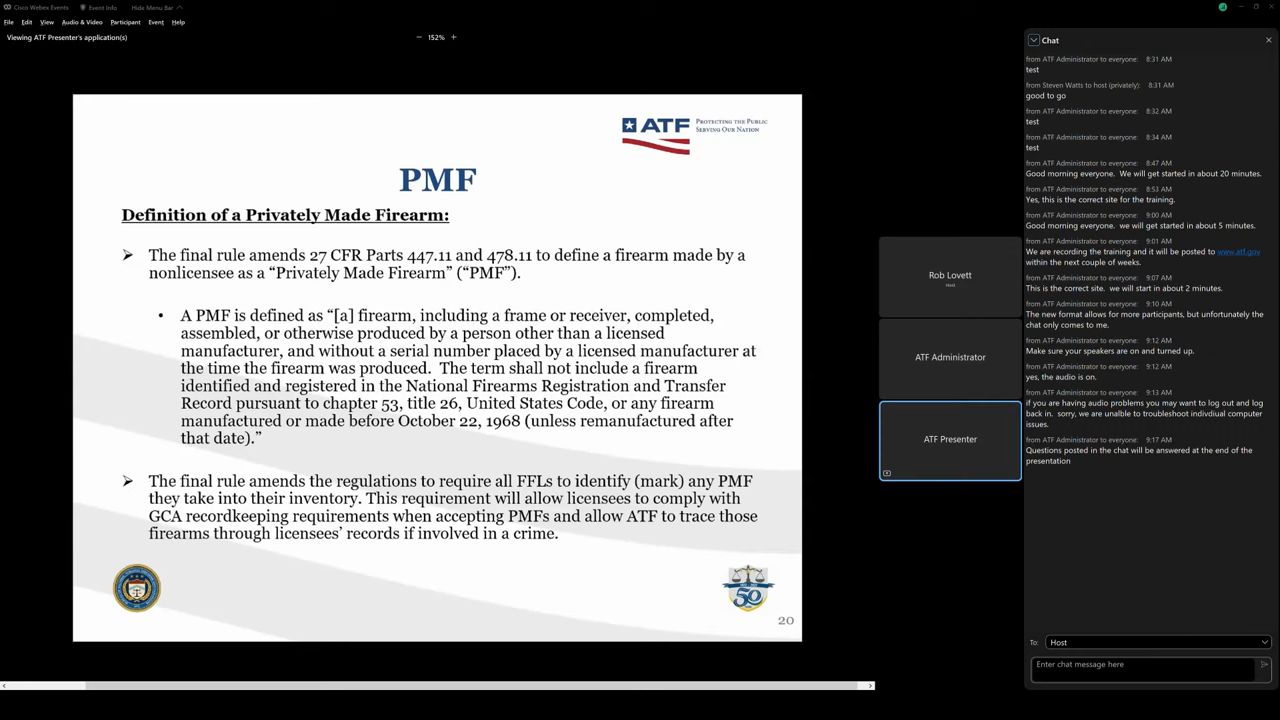 Cisco Webex Events
Event Info
Hide Menu Bar
File Edit View Audio & Video Participant Event Help
Viewing ATF Presenter's application(s)
152%
ATF
PROTECTING THE PUBLIC
SERVING OUR NATION
PMF
Definition of a Privately Made Firearm:
The final rule amends 27 CFR Parts 447.11 and 478.11 to define a firearm made by a
nonlicensee as a “Privately Made Firearm” (“PMF”).
A PMF is defined as “[a] firearm, including a frame or receiver, completed,
assembled, or otherwise produced by a person other than a licensed
manufacturer, and without a serial number placed by a licensed manufacturer at
the time the firearm was produced. The term shall not include a firearm
identified and registered in the National Firearms Registration and Transfer
Record pursuant to chapter 53, title 26, United States Code, or any firearm
manufactured or made before October 22, 1968 (unless remanufactured after
that date).”
The final rule amends the regulations to require all FFLs to identify (mark) any PMF
they take into their inventory. This requirement will allow licensees to comply with
GCA recordkeeping requirements when accepting PMFs and allow ATF to trace those
firearms through licensees’ records if involved in a crime.
50
20
Rob Lovett
Host
ATF Administrator
ATF Presenter
Chat
from ATF Administrator to everyone: 8:31 AM
test
from Steven Watts to host (privately): 8:31 AM
good to go
from ATF Administrator to everyone: 8:32 AM
test
from ATF Administrator to everyone: 8:34 AM
test
from ATF Administrator to everyone: 8:47 AM
Good morning everyone. We will get started in about 20 minutes.
from ATF Administrator to everyone: 8:53 AM
Yes, this is the correct site for the training.
from ATF Administrator to everyone: 9:00 AM
Good morning everyone. we will get started in about 5 minutes.
from ATF Administrator to everyone: 9:01 AM
We are recording the training and it will be posted to www.atf.gov
within the next couple of weeks.
from ATF Administrator to everyone: 9:07 AM
This is the correct site. we will start in about 2 minutes.
from ATF Administrator to everyone: 9:10 AM
The new format allows for more participants, but unfortunately the
chat only comes to me.
from ATF Administrator to everyone: 9:12 AM
Make sure your speakers are on and turned up.
from ATF Administrator to everyone: 9:12 AM
yes, the audio is on.
from ATF Administrator to everyone: 9:13 AM
if you are having audio problems you may want to log out and log
back in. sorry, we are unalble to troubleshoot indivdiual computer
issues.
from ATF Administrator to everyone: 9:17 AM
Questions posted in the chat will be answered at the end of the
presentation
To: Host
Enter chat message here